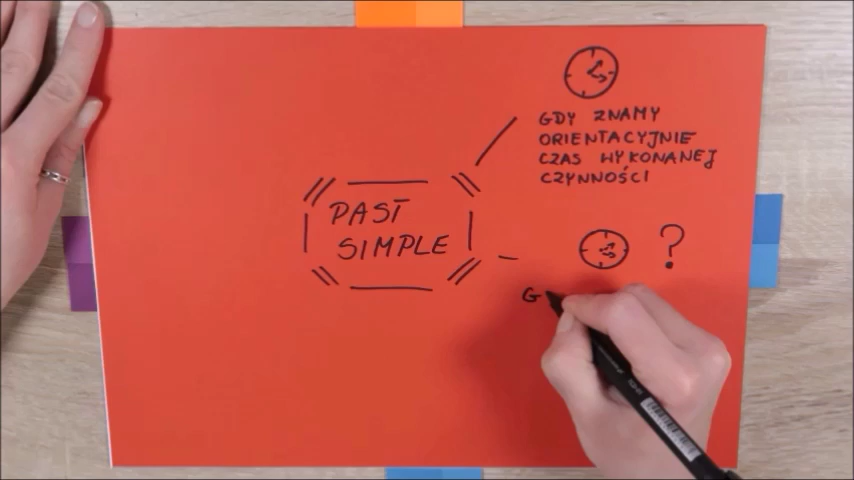 GDY ZNAMY
ORIENTACYJNIE
CZAS WYKONANEJ
CZYNNOŚCI
PAST
SIMPLE
?
G